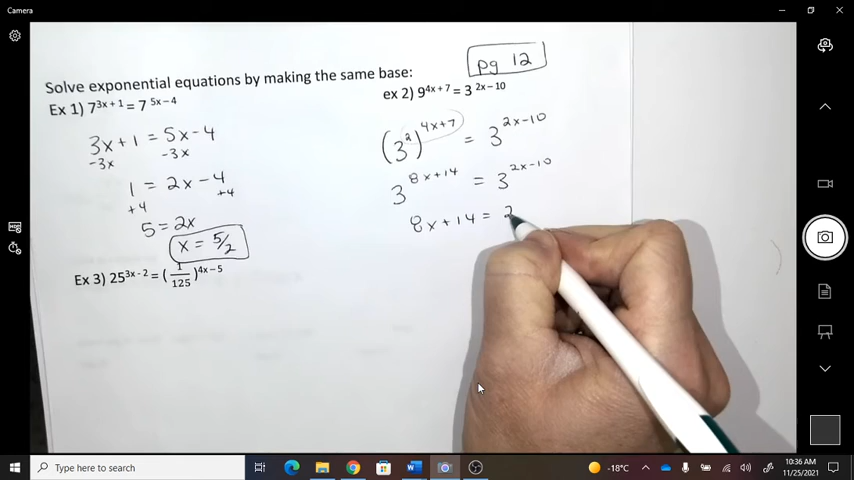 Camera
pg 12
Solve exponential equations by making the same base:
Ex 1) 7^(3x + 1) = 7^(5x – 4)
3x + 1 = 5x - 4
-3x -3x
1 = 2x - 4
+4 +4
5 = 2x
x = 5/2
ex 2) 9^(4x + 7) = 3^(2x – 10)
(3^2)^(4x+7) = 3^(2x-10)
3^(8x+14) = 3^(2x-10)
8x + 14 = 2
Ex 3) 25^(3x – 2) = (1/125)^(4x – 5)
Type here to search
-18°C
10:36 AM
11/25/2021